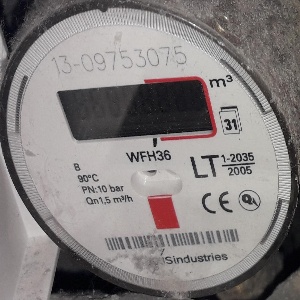 13-09753075
m³
31
WFH36
B
90°C
PN:10 bar
Qn1,5 m³/h
LT 1-2035
2005
CE
Sindustries